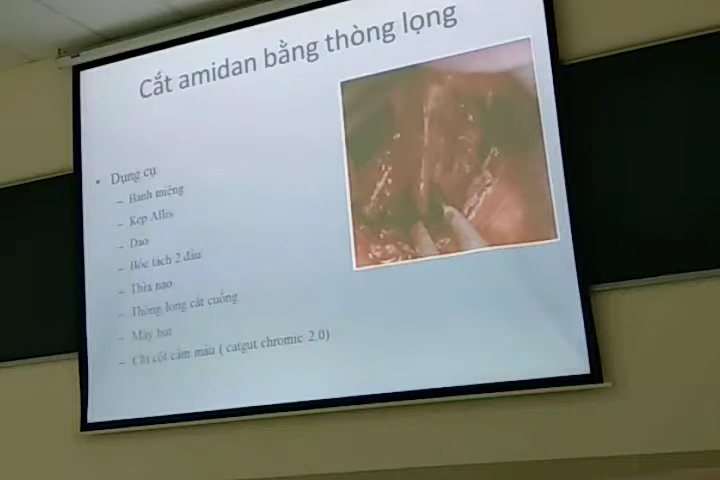 Cắt amidan bằng thòng lọng
• Dụng cụ
– Banh miệng
– Kẹp Allis
– Dao
– Bóc tách 2 đầu
– Thìa nạo
– Thòng lọng cắt cuống
– Máy hút
– Chỉ cột cầm máu ( catgut chromic 2.0)